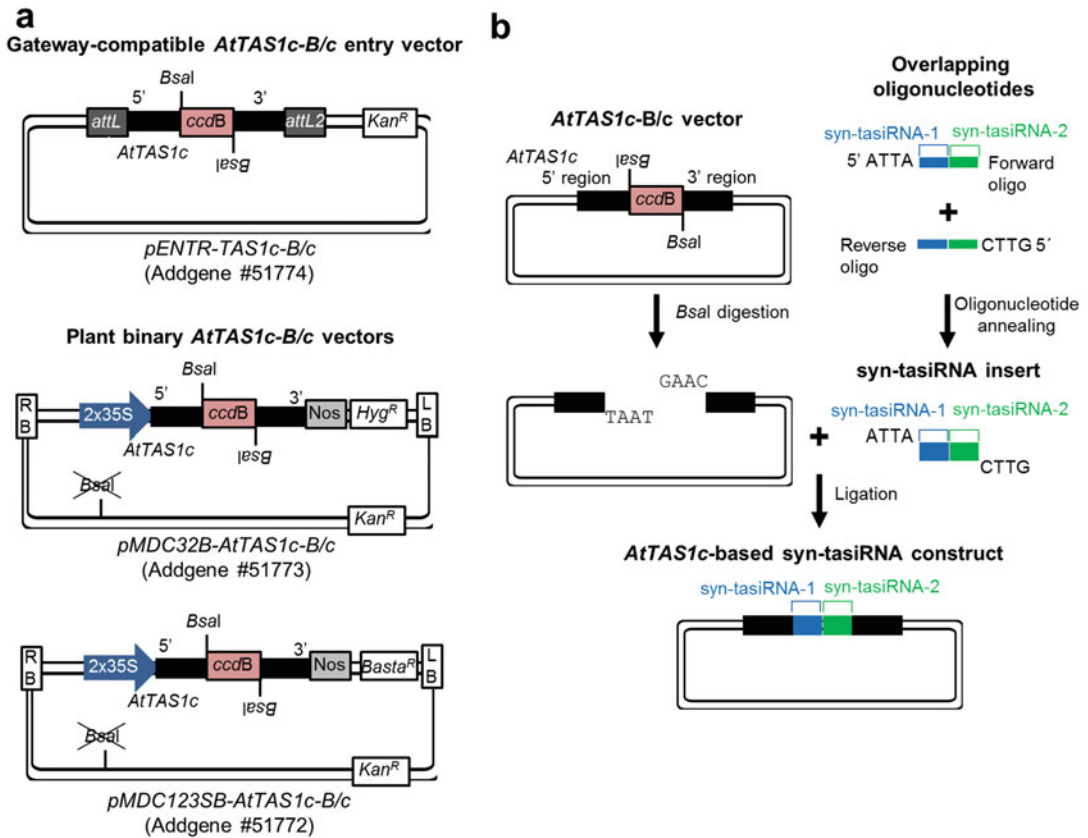 a
Gateway-compatible AtTAS1c-B/c entry vector
BsaI
5’
3’
attL
ccdB
attL2
KanR
AtTAS1c
BsaI
pENTR-TAS1c-B/c
(Addgene #51774)
Plant binary AtTAS1c-B/c vectors
BsaI
5’
3’
RB
2x35S
ccdB
Nos
HygR
LB
AtTAS1c
BsaI
BsaI
KanR
pMDC32B-AtTAS1c-B/c
(Addgene #51773)
BsaI
5’
3’
RB
2x35S
ccdB
Nos
BastaR
LB
AtTAS1c
BsaI
BsaI
KanR
pMDC123SB-AtTAS1c-B/c
(Addgene #51772)
b
AtTAS1c-B/c vector
AtTAS1c
BsaI
5’ region
3’ region
ccdB
BsaI
BsaI digestion
GAAC
TAAT
Overlapping
oligonucleotides
syn-tasiRNA-1
syn-tasiRNA-2
5’ ATTA
Forward
oligo
+
Reverse
oligo
CTTG 5´
Oligonucleotide
annealing
syn-tasiRNA insert
syn-tasiRNA-1
syn-tasiRNA-2
ATTA
+
CTTG
Ligation
AtTAS1c-based syn-tasiRNA construct
syn-tasiRNA-1
syn-tasiRNA-2